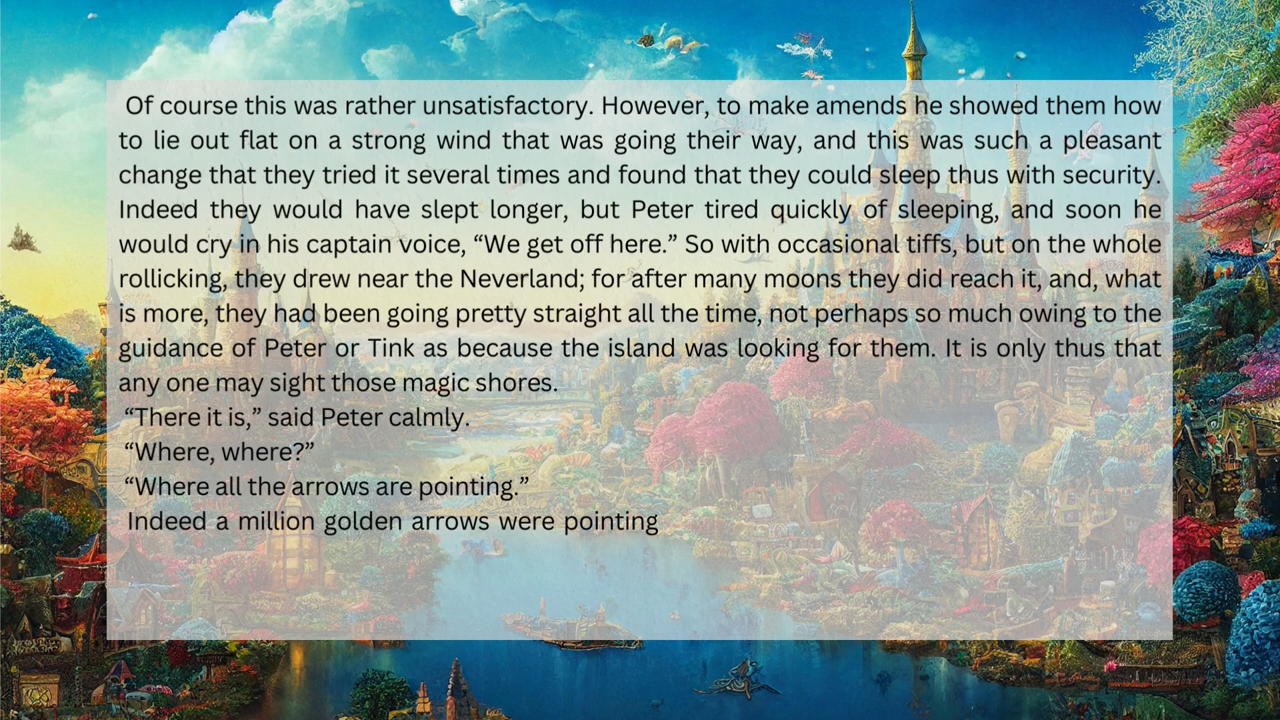 Of course this was rather unsatisfactory. However, to make amends he showed them how
to lie out flat on a strong wind that was going their way, and this was such a pleasant
change that they tried it several times and found that they could sleep thus with security.
Indeed they would have slept longer, but Peter tired quickly of sleeping, and soon he
would cry in his captain voice, “We get off here.” So with occasional tiffs, but on the whole
rollicking, they drew near the Neverland; for after many moons they did reach it, and, what
is more, they had been going pretty straight all the time, not perhaps so much owing to the
guidance of Peter or Tink as because the island was looking for them. It is only thus that
any one may sight those magic shores.
“There it is,” said Peter calmly.
“Where, where?”
“Where all the arrows are pointing.”
Indeed a million golden arrows were pointing